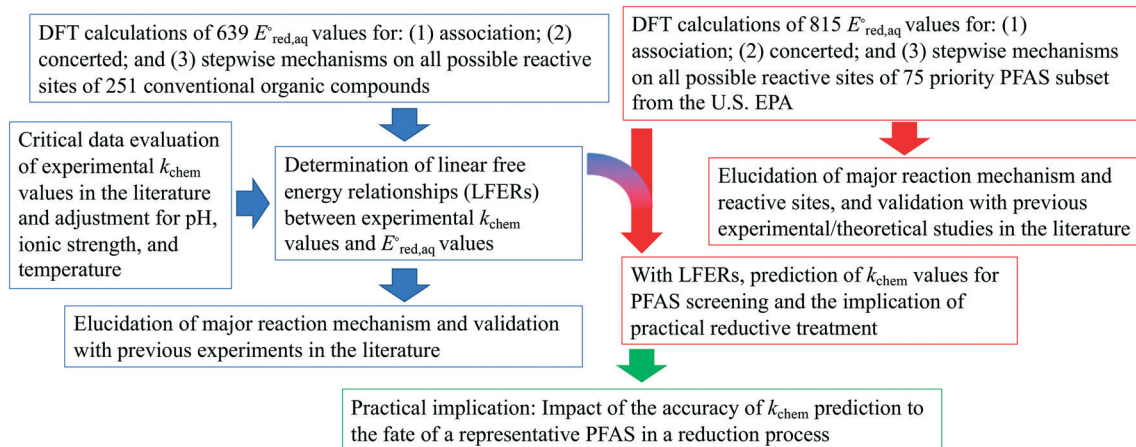 DFT calculations of 639 E°red,aq values for: (1) association; (2)
concerted; and (3) stepwise mechanisms on all possible reactive
sites of 251 conventional organic compounds
DFT calculations of 815 E°red,aq values for: (1)
association; (2) concerted; and (3) stepwise mechanisms
on all possible reactive sites of 75 priority PFAS subset
from the U.S. EPA
Critical data evaluation
of experimental kchem
values in the literature
and adjustment for pH,
ionic strength, and
temperature
Determination of linear free
energy relationships (LFERs)
between experimental kchem
values and E°red,aq values
Elucidation of major reaction mechanism and
reactive sites, and validation with previous
experimental/theoretical studies in the literature
With LFERs, prediction of kchem values for
PFAS screening and the implication of
practical reductive treatment
Elucidation of major reaction mechanism and validation
with previous experiments in the literature
Practical implication: Impact of the accuracy of kchem prediction to
the fate of a representative PFAS in a reduction process